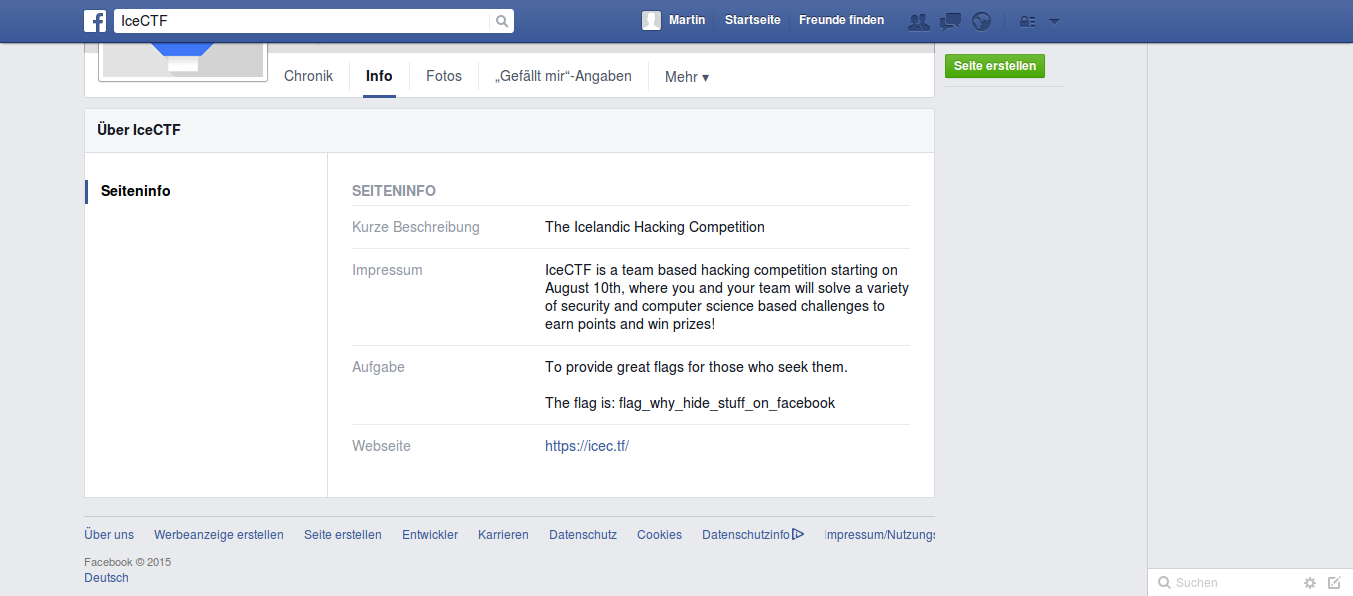 IceCTF
Martin Startseite Freunde finden
Chronik Info Fotos „Gefällt mir“-Angaben Mehr ▾
Seite erstellen
Über IceCTF
Seiteninfo
SEITENINFO
Kurze Beschreibung The Icelandic Hacking Competition
Impressum IceCTF is a team based hacking competition starting on
August 10th, where you and your team will solve a variety
of security and computer science based challenges to
earn points and win prizes!
Aufgabe To provide great flags for those who seek them.
The flag is: flag_why_hide_stuff_on_facebook
Webseite https://icec.tf/
Über uns Werbeanzeige erstellen Seite erstellen Entwickler Karrieren Datenschutz Cookies Datenschutzinfo Impressum/Nutzungs
Facebook © 2015
Deutsch
Suchen